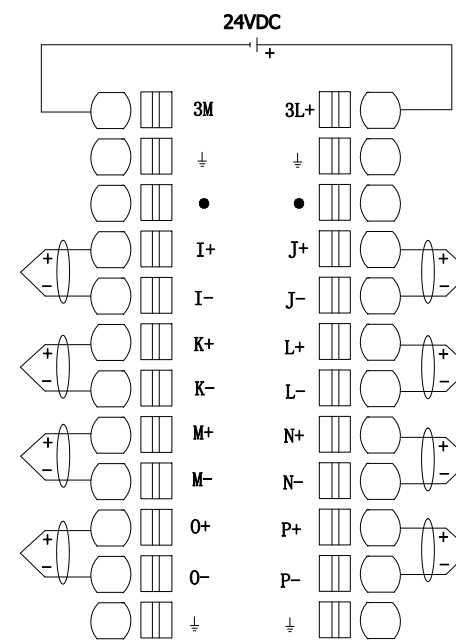 24VDC
+
3M 3L+
I+ J+
+ +
- -
I- J-
K+ L+
+ +
- -
K- L-
M+ N+
+ +
- -
M- N-
O+ P+
+ +
- -
O- P-